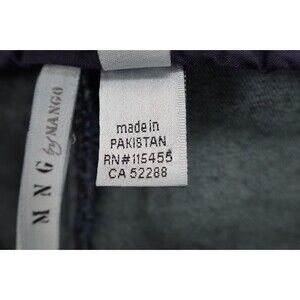 MNG by MANGO
made in
PAKISTAN
RN#115455
CA 52288